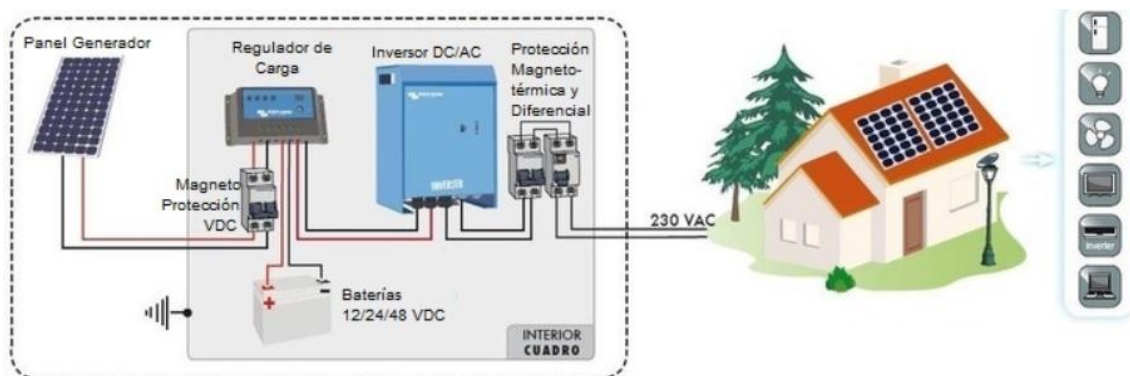 Panel Generador
Regulador de
Carga
Inversor DC/AC
Protección
Magneto-
térmica y
Diferencial
Magneto
Protección
VDC
INVERTER
230 VAC
inverter
+
-
Baterías
12/24/48 VDC
INTERIOR
CUADRO